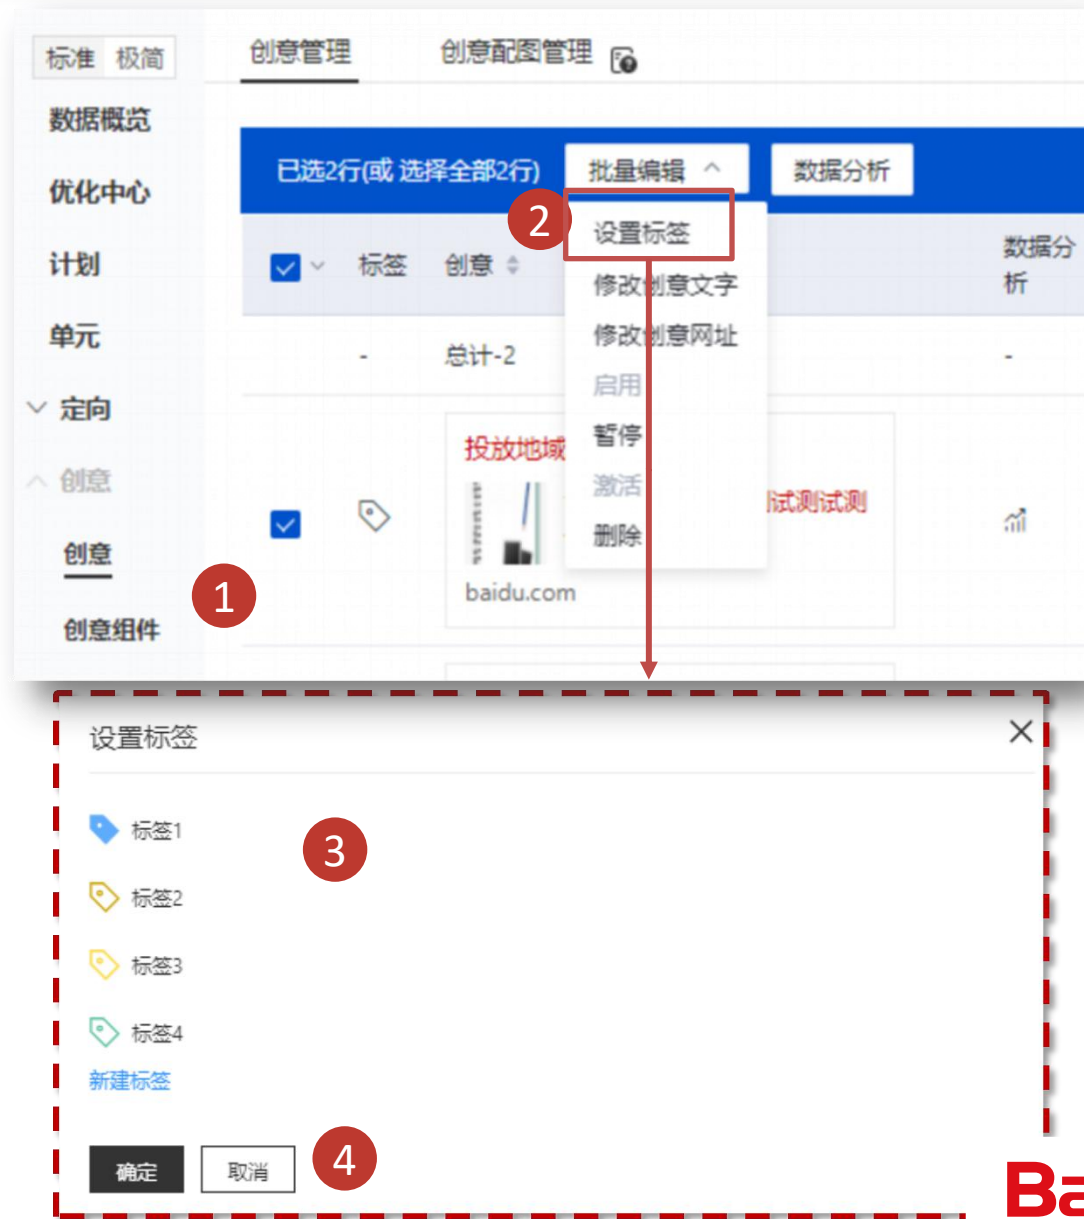 标准 极简
创意管理 创意配图管理
数据概览
优化中心
计划
单元
定向
创意
创意
创意组件
1
已选2行(或 选择全部2行) 批量编辑 数据分析
2
设置标签
修改创意文字
修改创意网址
启用
暂停
激活
删除
标签 创意 数据分
析
- 总计-2 -
投放地域
试测试测
baidu.com
设置标签
标签1
3
标签2
标签3
标签4
新建标签
确定 取消
4
Ba